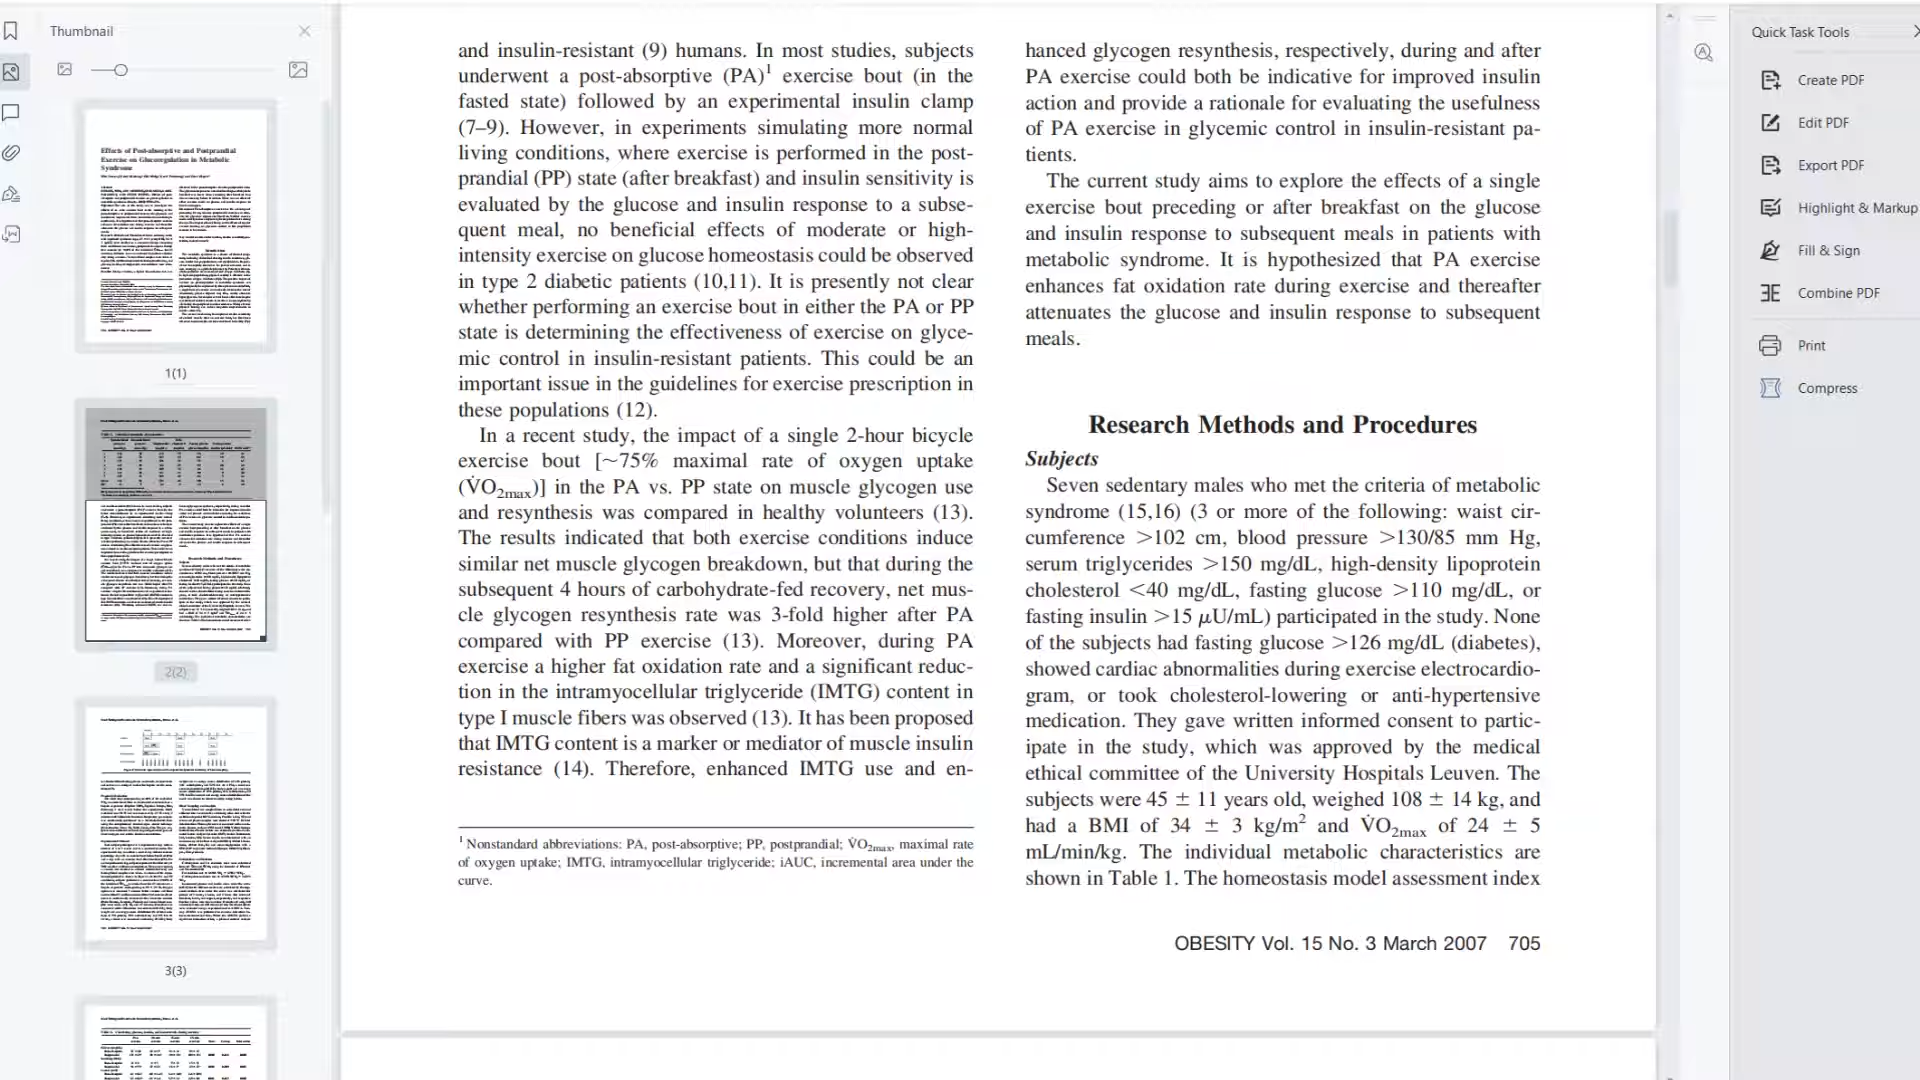 Thumbnail
Effects of Post-absorptive and Postprandial
Exercise on Glucoregulation in Metabolic
Syndrome
1(1)
2(2)
3(3)
and insulin-resistant (9) humans. In most studies, subjects
underwent a post-absorptive (PA)1 exercise bout (in the
fasted state) followed by an experimental insulin clamp
(7–9). However, in experiments simulating more normal
living conditions, where exercise is performed in the post-
prandial (PP) state (after breakfast) and insulin sensitivity is
evaluated by the glucose and insulin response to a subse-
quent meal, no beneficial effects of moderate or high-
intensity exercise on glucose homeostasis could be observed
in type 2 diabetic patients (10,11). It is presently not clear
whether performing an exercise bout in either the PA or PP
state is determining the effectiveness of exercise on glyce-
mic control in insulin-resistant patients. This could be an
important issue in the guidelines for exercise prescription in
these populations (12).
In a recent study, the impact of a single 2-hour bicycle
exercise bout [~75% maximal rate of oxygen uptake
(V̇O2max)] in the PA vs. PP state on muscle glycogen use
and resynthesis was compared in healthy volunteers (13).
The results indicated that both exercise conditions induce
similar net muscle glycogen breakdown, but that during the
subsequent 4 hours of carbohydrate-fed recovery, net mus-
cle glycogen resynthesis rate was 3-fold higher after PA
compared with PP exercise (13). Moreover, during PA
exercise a higher fat oxidation rate and a significant reduc-
tion in the intramyocellular triglyceride (IMTG) content in
type I muscle fibers was observed (13). It has been proposed
that IMTG content is a marker or mediator of muscle insulin
resistance (14). Therefore, enhanced IMTG use and en-
1 Nonstandard abbreviations: PA, post-absorptive; PP, postprandial; V̇O2max, maximal rate
of oxygen uptake; IMTG, intramyocellular triglyceride; iAUC, incremental area under the
curve.
hanced glycogen resynthesis, respectively, during and after
PA exercise could both be indicative for improved insulin
action and provide a rationale for evaluating the usefulness
of PA exercise in glycemic control in insulin-resistant pa-
tients.
The current study aims to explore the effects of a single
exercise bout preceding or after breakfast on the glucose
and insulin response to subsequent meals in patients with
metabolic syndrome. It is hypothesized that PA exercise
enhances fat oxidation rate during exercise and thereafter
attenuates the glucose and insulin response to subsequent
meals.
Research Methods and Procedures
Subjects
Seven sedentary males who met the criteria of metabolic
syndrome (15,16) (3 or more of the following: waist cir-
cumference >102 cm, blood pressure >130/85 mm Hg,
serum triglycerides >150 mg/dL, high-density lipoprotein
cholesterol <40 mg/dL, fasting glucose >110 mg/dL, or
fasting insulin >15 μU/mL) participated in the study. None
of the subjects had fasting glucose >126 mg/dL (diabetes),
showed cardiac abnormalities during exercise electrocardio-
gram, or took cholesterol-lowering or anti-hypertensive
medication. They gave written informed consent to partic-
ipate in the study, which was approved by the medical
ethical committee of the University Hospitals Leuven. The
subjects were 45 ± 11 years old, weighed 108 ± 14 kg, and
had a BMI of 34 ± 3 kg/m2 and V̇O2max of 24 ± 5
mL/min/kg. The individual metabolic characteristics are
shown in Table 1. The homeostasis model assessment index
OBESITY Vol. 15 No. 3 March 2007 705
Quick Task Tools
Create PDF
Edit PDF
Export PDF
Highlight & Markup
Fill & Sign
Combine PDF
Print
Compress